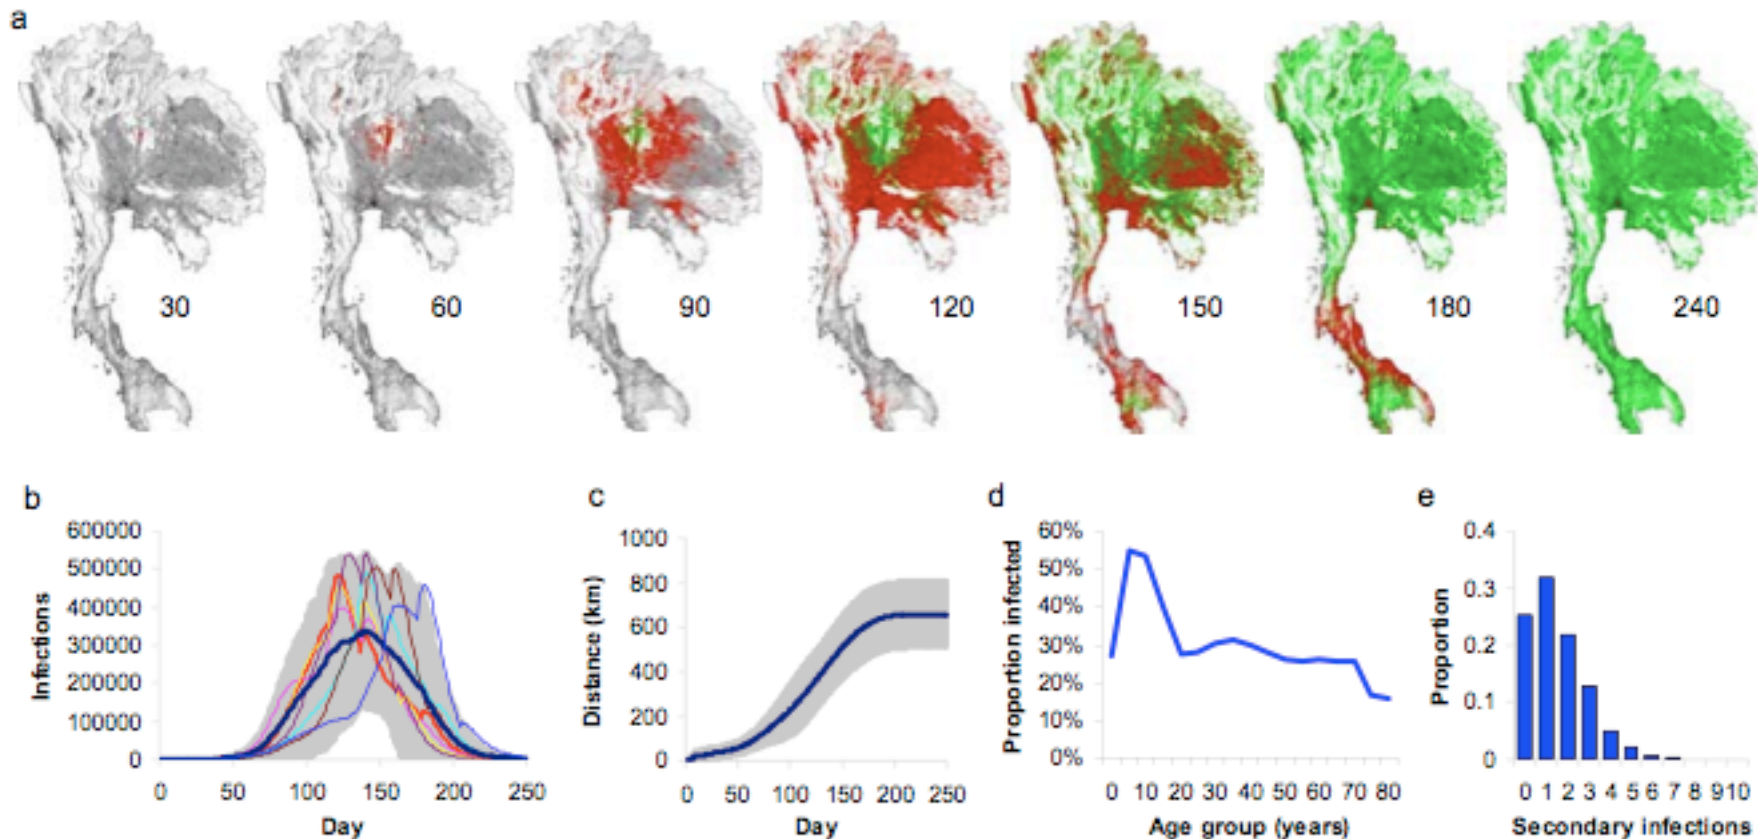 a
30 60 90 120 150 180 240
b
600000
500000
400000
300000
200000
100000
0
Infections
0 50 100 150 200 250
Day
c
1000
800
600
400
200
0
Distance (km)
0 50 100 150 200 250
Day
d
60%
50%
40%
30%
20%
10%
0%
Proportion infected
0 10 20 30 40 50 60 70 80
Age group (years)
e
0.4
0.3
0.2
0.1
0
Proportion
0 1 2 3 4 5 6 7 8 9 10
Secondary infections